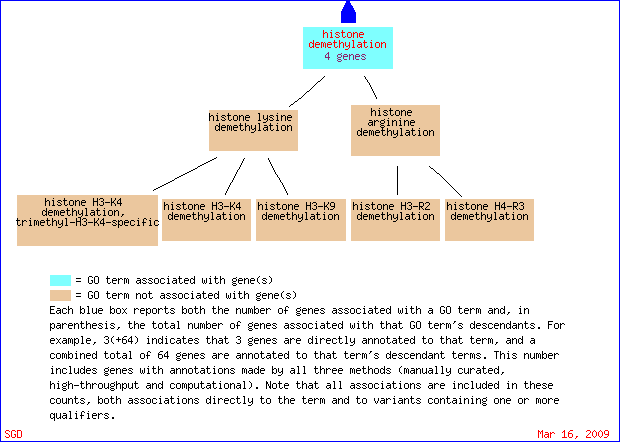 histone
demethylation
4 genes
histone lysine
demethylation
histone
arginine
demethylation
histone H3-K4
demethylation,
trimethyl-H3-K4-specific
histone H3-K4
demethylation
histone H3-K9
demethylation
histone H3-R2
demethylation
histone H4-R3
demethylation
= GO term associated with gene(s)
= GO term not associated with gene(s)
Each blue box reports both the number of genes associated with a GO term and, in
parenthesis, the total number of genes associated with that GO term's descendants. For
example, 3(+64) indicates that 3 genes are directly annotated to that term, and a
combined total of 64 genes are annotated to that term's descendant terms. This number
includes genes with annotations made by all three methods (manually curated,
high-throughput and computational). Note that all associations are included in these
counts, both associations directly to the term and to variants containing one or more
qualifiers.
SGD
Mar 16, 2009